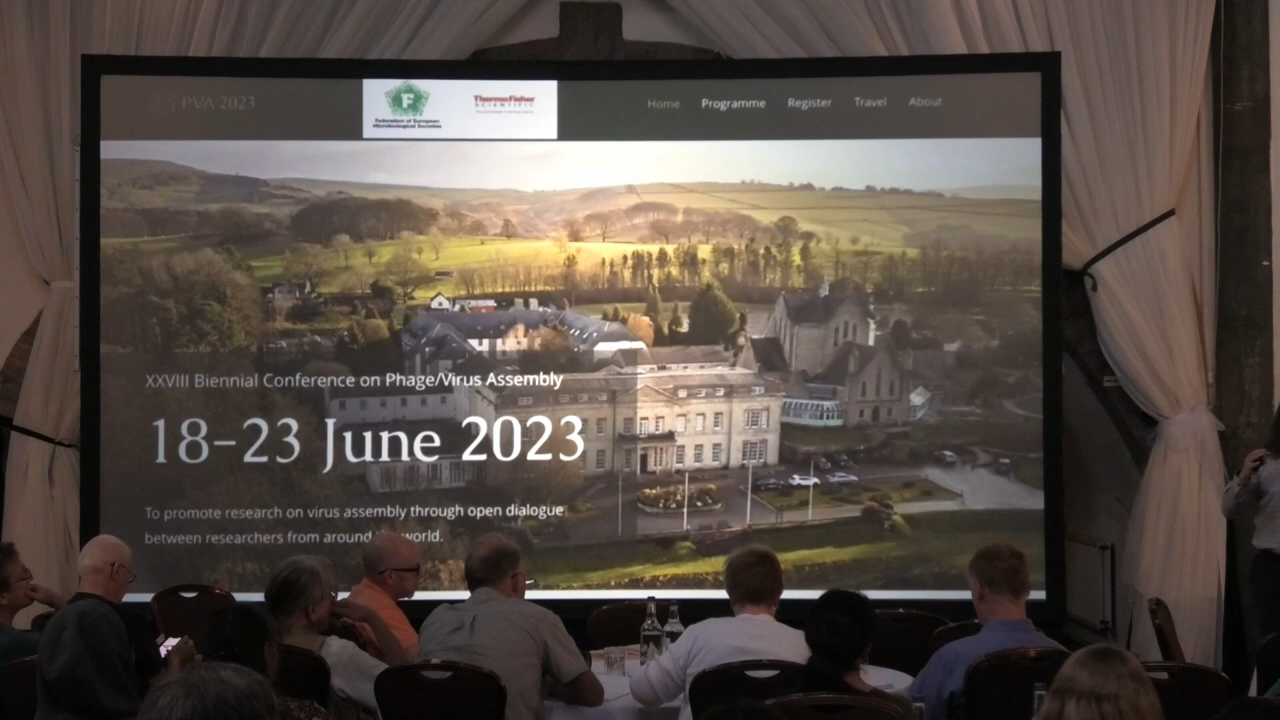 PVA 2023
F
Federation of European
Microbiological Societies
ThermoFisher
SCIENTIFIC
Home Programme Register Travel About
XXVIII Biennial Conference on Phage/Virus Assembly
18-23 June 2023
To promote research on virus assembly through open dialogue
between researchers from around world.